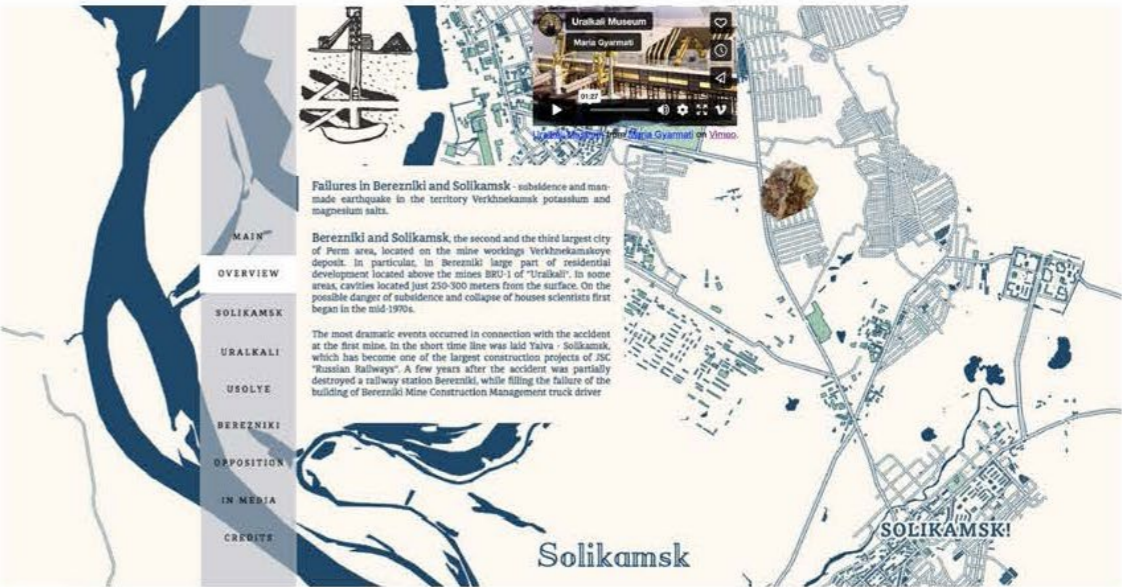 Uralkali Museum
Maria Gyarmati
01:27
Uralkali Museum from Maria Gyarmati on Vimeo.
Failures in Berezniki and Solikamsk - subsidence and man-
made earthquake in the territory Verkhnekamsk potassium and
magnesium salts.
Berezniki and Solikamsk, the second and the third largest city
of Perm area, located on the mine workings Verkhnekamskoye
deposit. In particular, in Berezniki large part of residential
development located above the mines BRU-1 of "Uralkali". In some
areas, cavities located just 250-300 meters from the surface. On the
possible danger of subsidence and collapse of houses scientists first
began in the mid-1970s.
The most dramatic events occurred in connection with the accident
at the first mine. In the short time line was laid Yaiva - Solikamsk,
which has become one of the largest construction projects of JSC
"Russian Railways". A few years after the accident was partially
destroyed a railway station Berezniki, while filling the failure of the
building of Berezniki Mine Construction Management truck driver
MAIN
OVERVIEW
SOLIKAMSK
URALKALI
USOLYE
BEREZNIKI
OPPOSITION
IN MEDIA
CREDITS
SOLIKAMSK!
Solikamsk